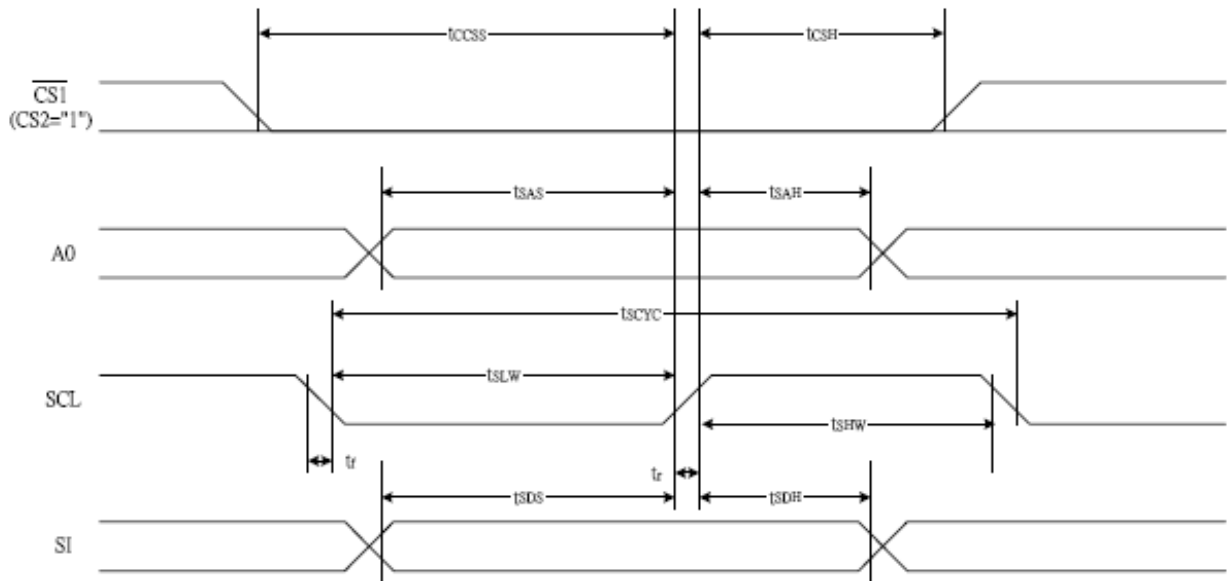 tCCSS
tCSH
CS1
(CS2="1")
tSAS
tSAH
A0
tSCYC
tSLW
SCL
tSHW
tf
tr
tSDS
tSDH
SI